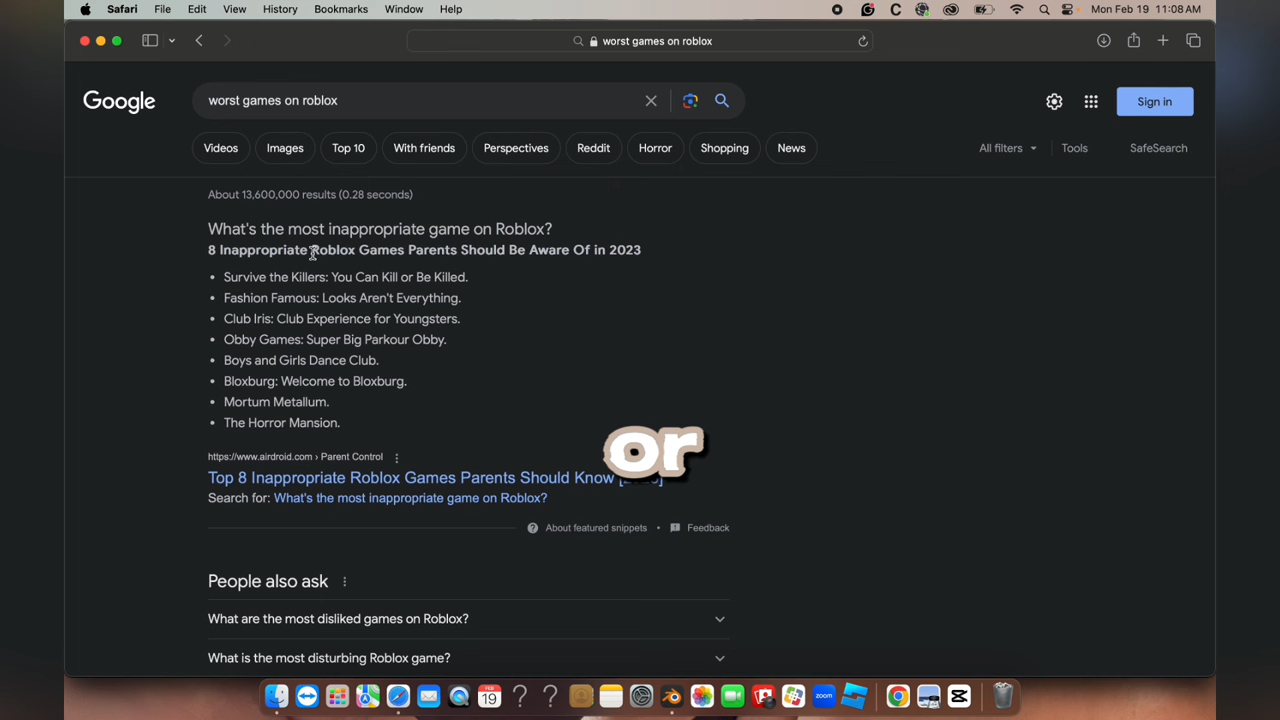 Safari File Edit View History Bookmarks Window Help Mon Feb 19 11:08 AM
worst games on roblox
Google worst games on roblox Sign in
Videos Images Top 10 With friends Perspectives Reddit Horror Shopping News All filters Tools SafeSearch
About 13,600,000 results (0.28 seconds)
What's the most inappropriate game on Roblox?
8 Inappropriate Roblox Games Parents Should Be Aware Of in 2023
• Survive the Killers: You Can Kill or Be Killed.
• Fashion Famous: Looks Aren't Everything.
• Club Iris: Club Experience for Youngsters.
• Obby Games: Super Big Parkour Obby.
• Boys and Girls Dance Club.
• Bloxburg: Welcome to Bloxburg.
• Mortum Metallum.
• The Horror Mansion.
or
https://www.airdroid.com › Parent Control
Top 8 Inappropriate Roblox Games Parents Should Know
Search for: What's the most inappropriate game on Roblox?
About featured snippets • Feedback
People also ask
What are the most disliked games on Roblox?
What is the most disturbing Roblox game?
FEB
19
zoom